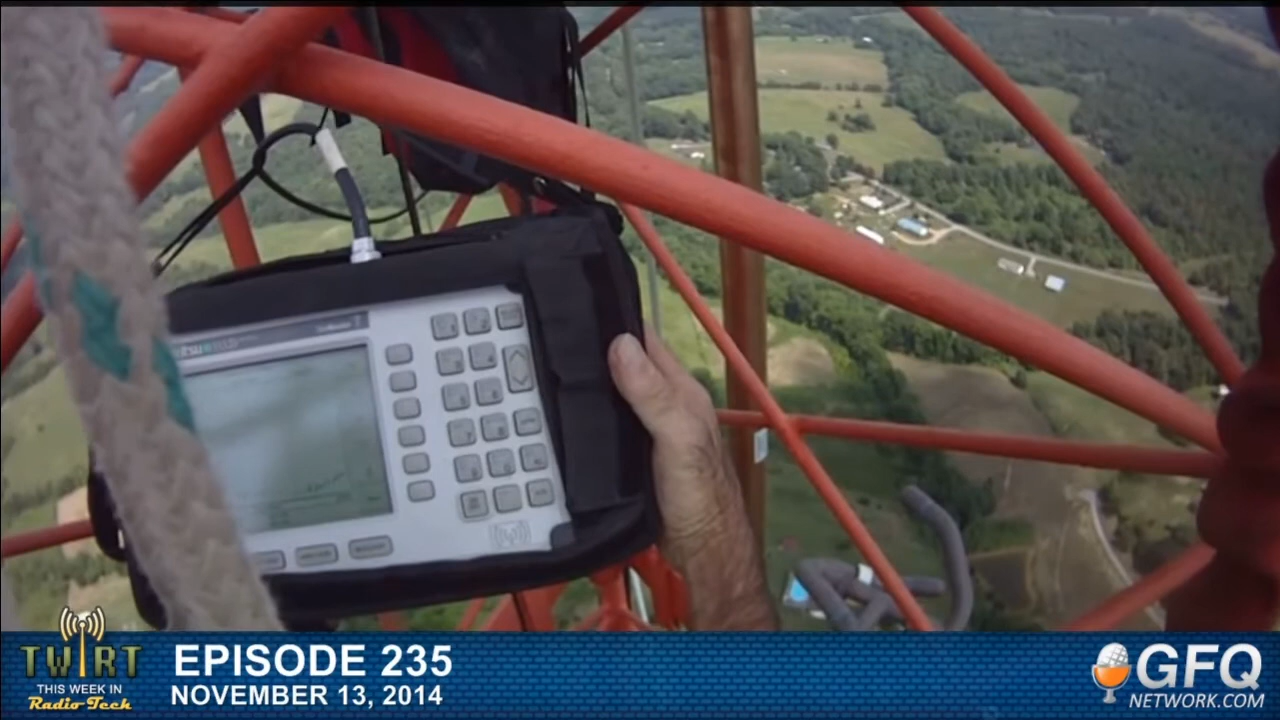 TWiRT
THIS WEEK IN
Radio Tech
EPISODE 235
NOVEMBER 13, 2014
GFQ
NETWORK.COM